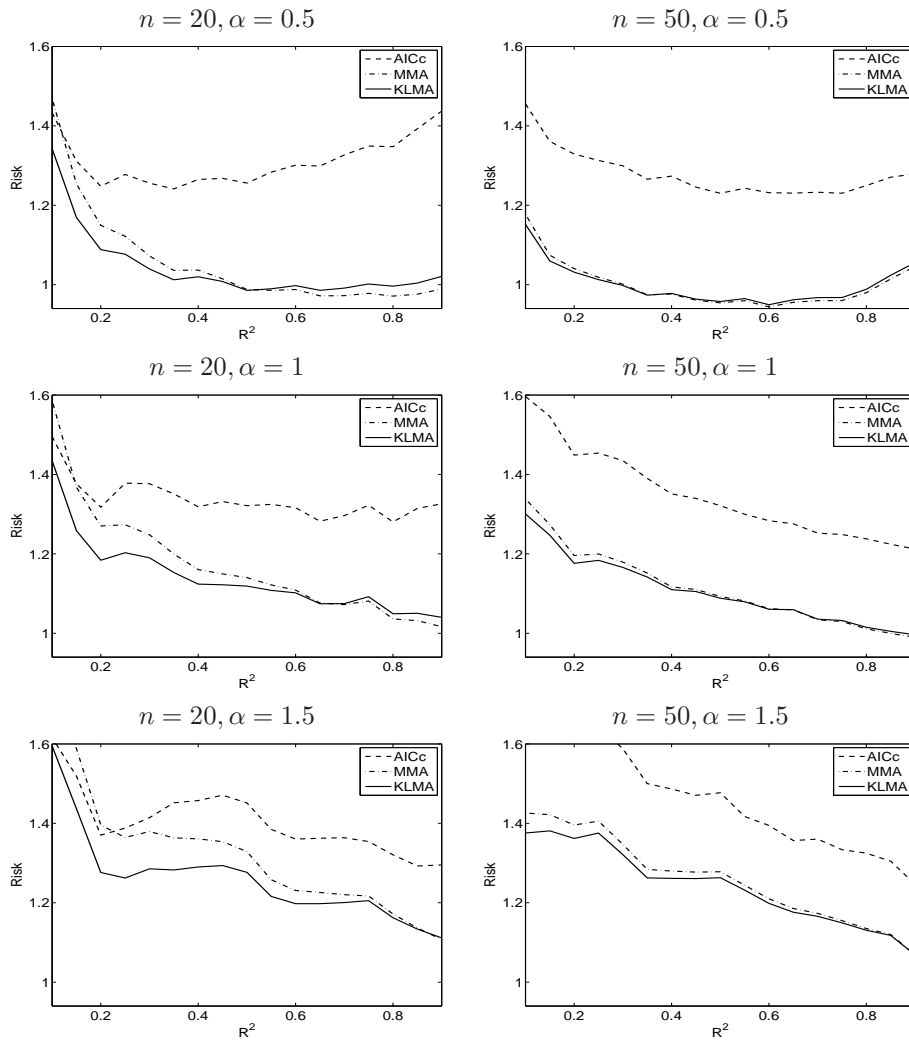 n = 20, α = 0.5
1.6
1.4
1.2
1
Risk
0.2 0.4 0.6 0.8
R²
AICc
MMA
KLMA
n = 50, α = 0.5
1.6
1.4
1.2
1
Risk
0.2 0.4 0.6 0.8
R²
AICc
MMA
KLMA
n = 20, α = 1
1.6
1.4
1.2
1
Risk
0.2 0.4 0.6 0.8
R²
AICc
MMA
KLMA
n = 50, α = 1
1.6
1.4
1.2
1
Risk
0.2 0.4 0.6 0.8
R²
AICc
MMA
KLMA
n = 20, α = 1.5
1.6
1.4
1.2
1
Risk
0.2 0.4 0.6 0.8
R²
AICc
MMA
KLMA
n = 50, α = 1.5
1.6
1.4
1.2
1
Risk
0.2 0.4 0.6 0.8
R²
AICc
MMA
KLMA